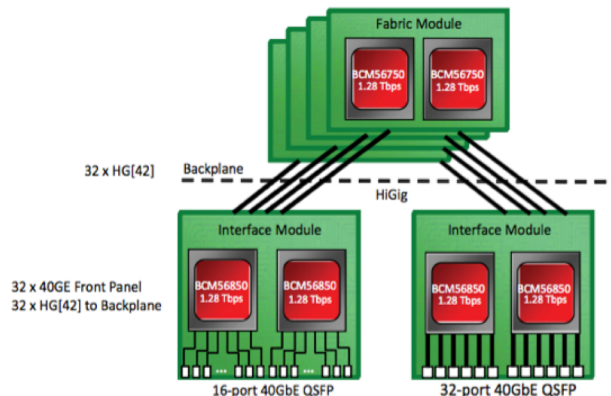 Fabric Module
BCM56750
1.28 Tbps
BCM56750
1.28 Tbps
32 x HG[42]
Backplane
HiGig
Interface Module
BCM56850
1.28 Tbps
BCM56850
1.28 Tbps
Interface Module
BCM56850
1.28 Tbps
BCM56850
1.28 Tbps
32 x 40GE Front Panel
32 x HG[42] to Backplane
...
...
16-port 40GbE QSFP
32-port 40GbE QSFP